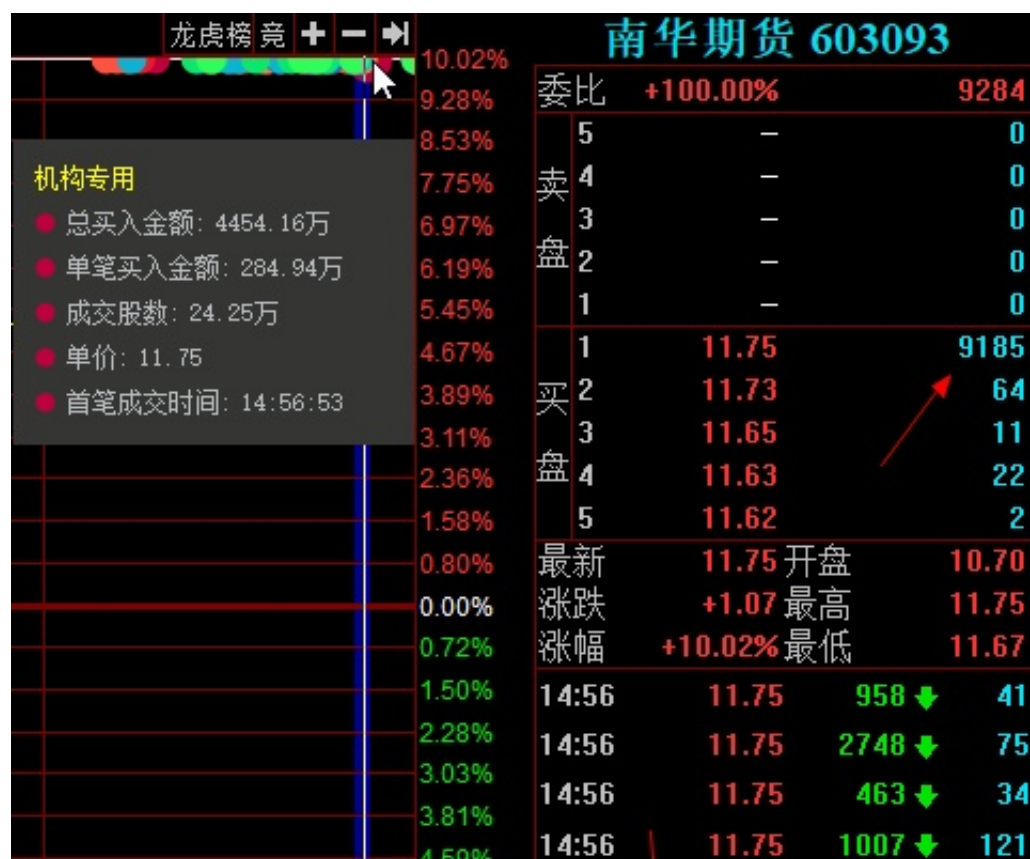 龙虎榜 竞
10.02%
9.28%
8.53%
7.75%
6.97%
6.19%
5.45%
4.67%
3.89%
3.11%
2.36%
1.58%
0.80%
0.00%
0.72%
1.50%
2.28%
3.03%
3.81%
4.59%
机构专用
总买入金额: 4454.16万
单笔买入金额: 284.94万
成交股数: 24.25万
单价: 11.75
首笔成交时间: 14:56:53
南华期货 603093
委比 +100.00% 9284
卖盘
5 — 0
4 — 0
3 — 0
2 — 0
1 — 0
买盘
1 11.75 9185
2 11.73 64
3 11.65 11
4 11.63 22
5 11.62 2
最新 11.75 开盘 10.70
涨跌 +1.07 最高 11.75
涨幅 +10.02% 最低 11.67
14:56 11.75 958 41
14:56 11.75 2748 75
14:56 11.75 463 34
14:56 11.75 1007 121